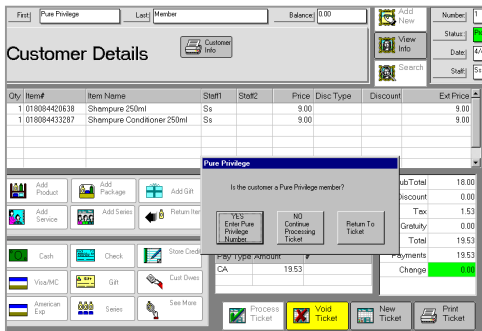 First: Pure Privilege Last: Member Balance: 0.00 Add New Number: 1
Status:
Customer Details Customer Info View Info Date: 4/
Search Staff: Ss
Qty Item# Item Name Staff1 Staff2 Price Disc Type Discount Ext Price
1 018084420638 Shampure 250ml Ss 9.00 9.00
1 018084433287 Shampure Conditioner 250ml Ss 9.00 9.00
Pure Privilege
Is the customer a Pure Privilege member?
YES Enter Pure Privilege Number
NO Continue Processing Ticket
Return To Ticket
Add Product Add Package Add Gift
Add Service Add Series Return Item
Cash Check Store Credit
Visa/MC Gift Cust Owes
American Exp Series See More
Pay Type Amount #
CA 19.53
ubTotal 18.00
iscount 0.00
Tax 1.53
Gratuity 0.00
Total 19.53
Payments 19.53
Change 0.00
Process Ticket Void Ticket New Ticket Print Ticket